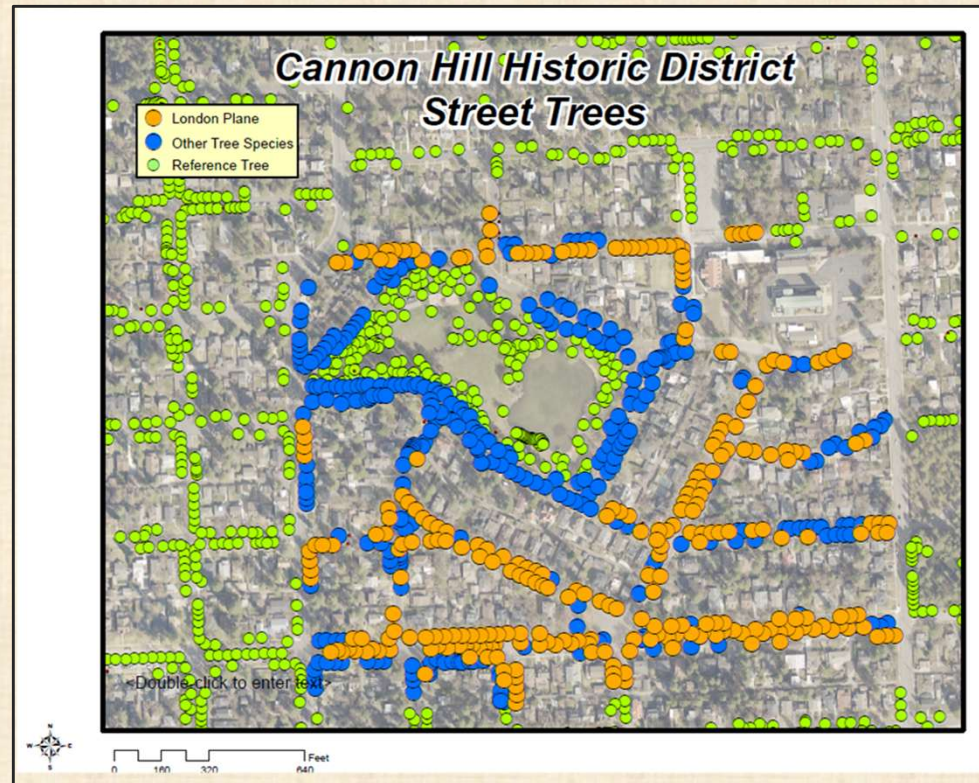 Cannon Hill Historic District
Street Trees
London Plane
Other Tree Species
Reference Tree
<Double-click to enter text>
N
W E
S
Feet
0 160 320 640